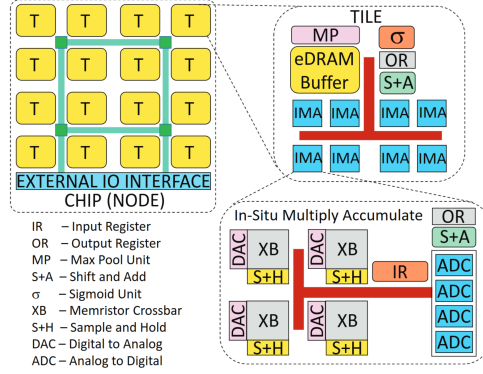 T T T T
T T T T
T T T T
T T T T
EXTERNAL IO INTERFACE
CHIP (NODE)
IR – Input Register
OR – Output Register
MP – Max Pool Unit
S+A – Shift and Add
σ – Sigmoid Unit
XB – Memristor Crossbar
S+H – Sample and Hold
DAC – Digital to Analog
ADC – Analog to Digital
TILE
MP
σ
eDRAM
Buffer
OR
S+A
IMA IMA IMA IMA
IMA IMA IMA IMA
In-Situ Multiply Accumulate
OR
S+A
DAC XB DAC XB
S+H S+H
IR
DAC XB DAC XB
S+H S+H
ADC
ADC
ADC
ADC